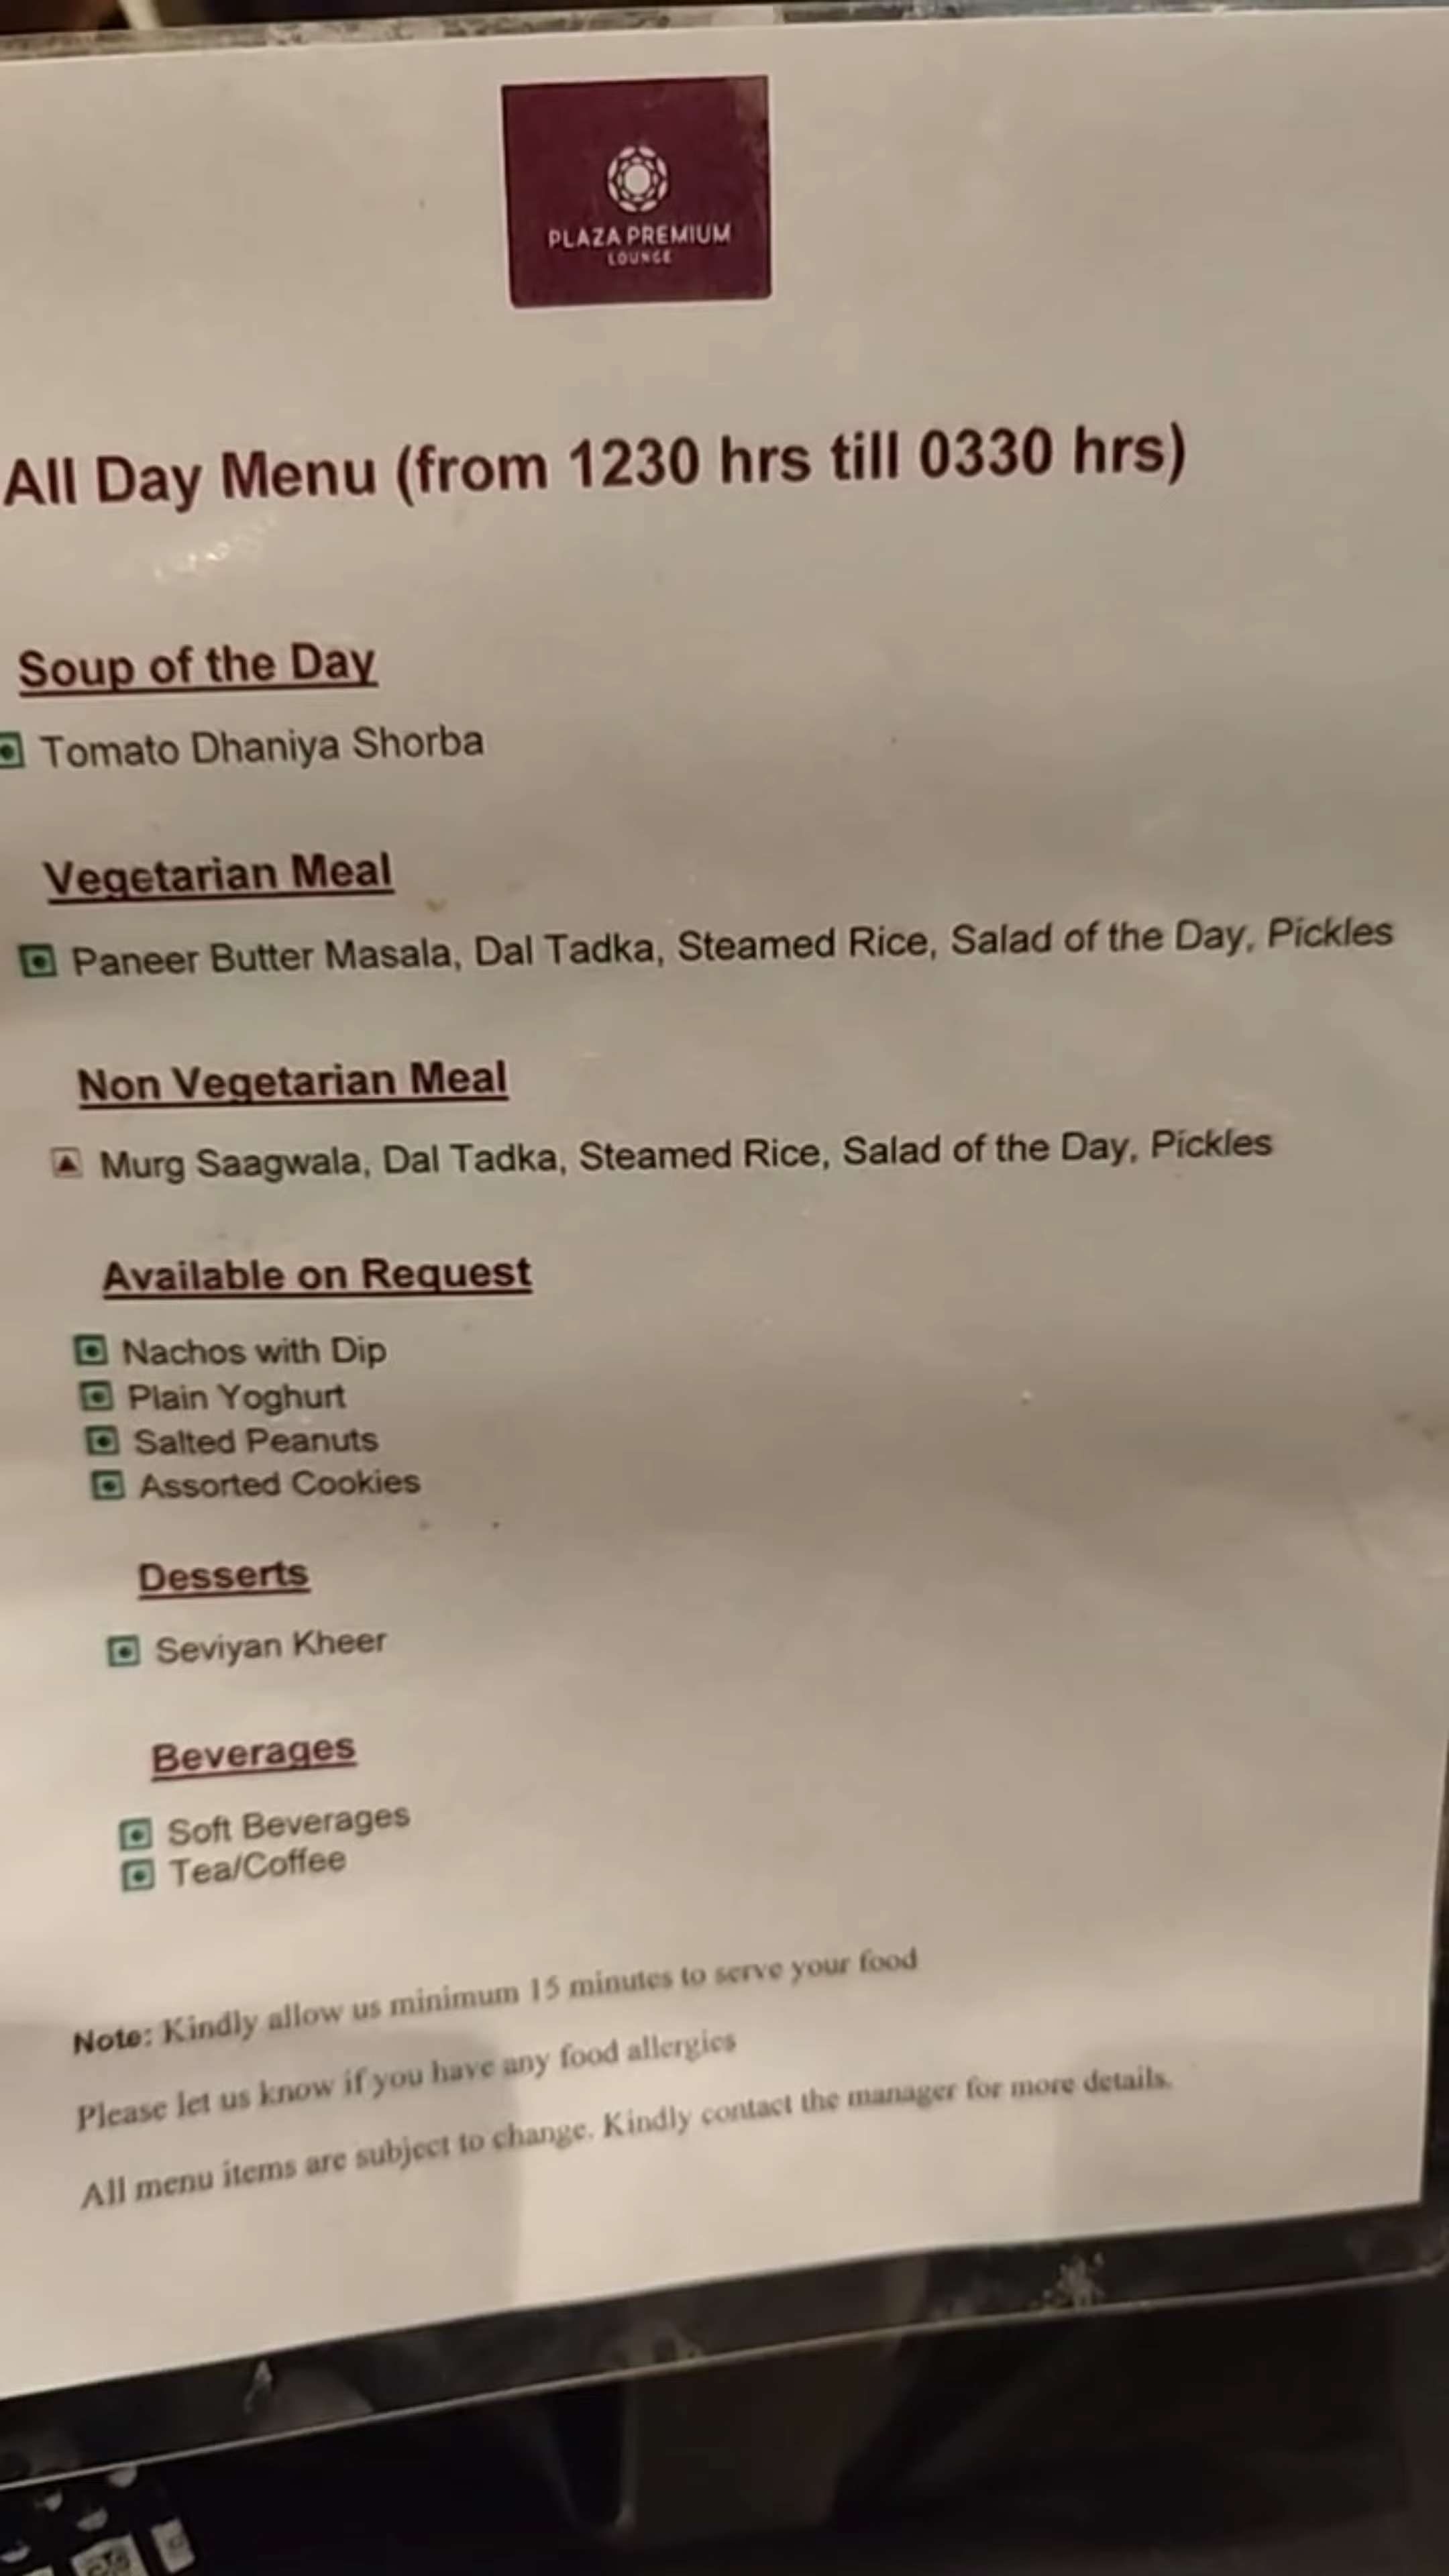 PLAZA PREMIUM
LOUNGE
All Day Menu (from 1230 hrs till 0330 hrs)
Soup of the Day
Tomato Dhaniya Shorba
Vegetarian Meal
Paneer Butter Masala, Dal Tadka, Steamed Rice, Salad of the Day, Pickles
Non Vegetarian Meal
Murg Saagwala, Dal Tadka, Steamed Rice, Salad of the Day, Pickles
Available on Request
Nachos with Dip
Plain Yoghurt
Salted Peanuts
Assorted Cookies
Desserts
Seviyan Kheer
Beverages
Soft Beverages
Tea/Coffee
Note: Kindly allow us minimum 15 minutes to serve your food
Please let us know if you have any food allergies
All menu items are subject to change. Kindly contact the manager for more details.